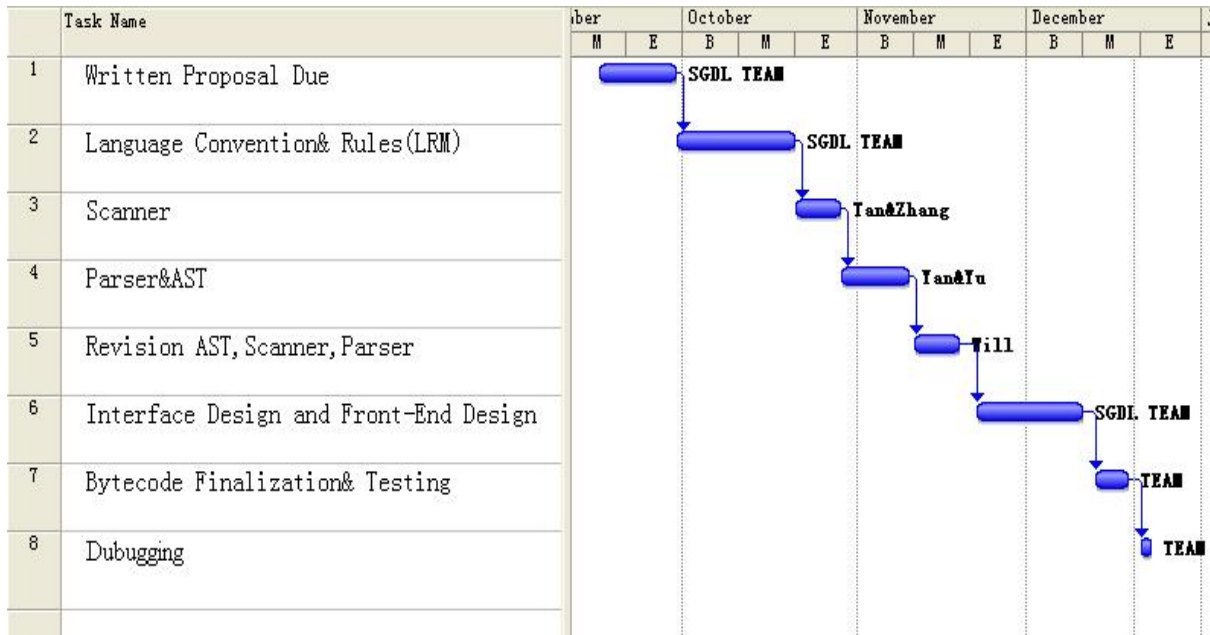 Task Name
ber October November December
M E B M E B M E B M E
1 Written Proposal Due SGDL TEAM
2 Language Convention& Rules(LRM) SGDL TEAM
3 Scanner Tan&Zhang
4 Parser&AST Yan&Yu
5 Revision AST,Scanner,Parser Will
6 Interface Design and Front-End Design SGDL TEAM
7 Bytecode Finalization& Testing TEAM
8 Dubugging TEAM